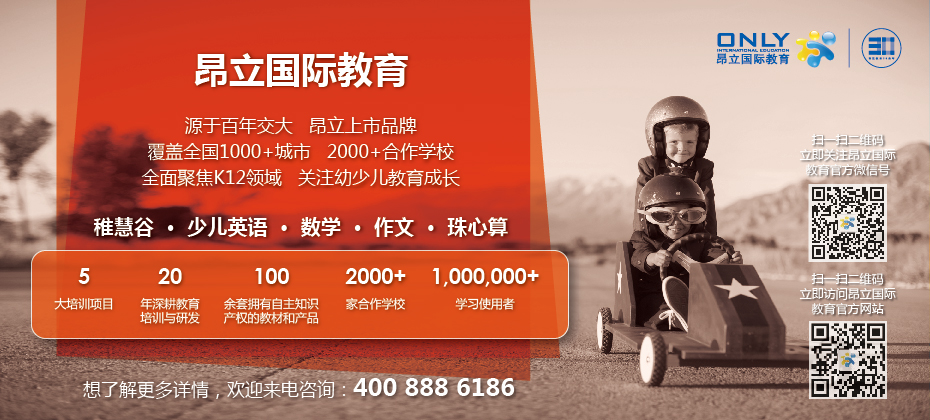 昂立国际教育
源于百年交大 昂立上市品牌
覆盖全国1000+城市 2000+合作学校
全面聚焦K12领域 关注幼少儿教育成长
稚慧谷 · 少儿英语 · 数学 · 作文 · 珠心算
5 20 100 2000+ 1,000,000+
大培训项目 年深耕教育 余套拥有自主知识 家合作学校 学习使用者
培训与研发 产权的教材和产品
想了解更多详情，欢迎来电咨询：400 888 6186
ONLY
INTERNATIONAL EDUCATION
昂立国际教育
扫一扫二维码
立即关注昂立国际
教育官方微信号
扫一扫二维码
立即访问昂立国际
教育官方网站